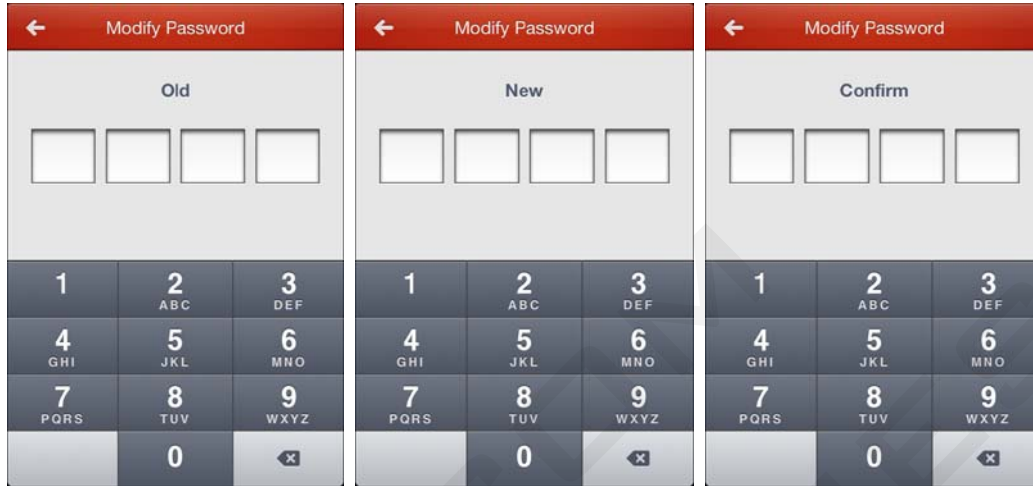 Modify Password
Old
1 2 ABC 3 DEF
4 GHI 5 JKL 6 MNO
7 PQRS 8 TUV 9 WXYZ
0
Modify Password
New
1 2 ABC 3 DEF
4 GHI 5 JKL 6 MNO
7 PQRS 8 TUV 9 WXYZ
0
Modify Password
Confirm
1 2 ABC 3 DEF
4 GHI 5 JKL 6 MNO
7 PQRS 8 TUV 9 WXYZ
0